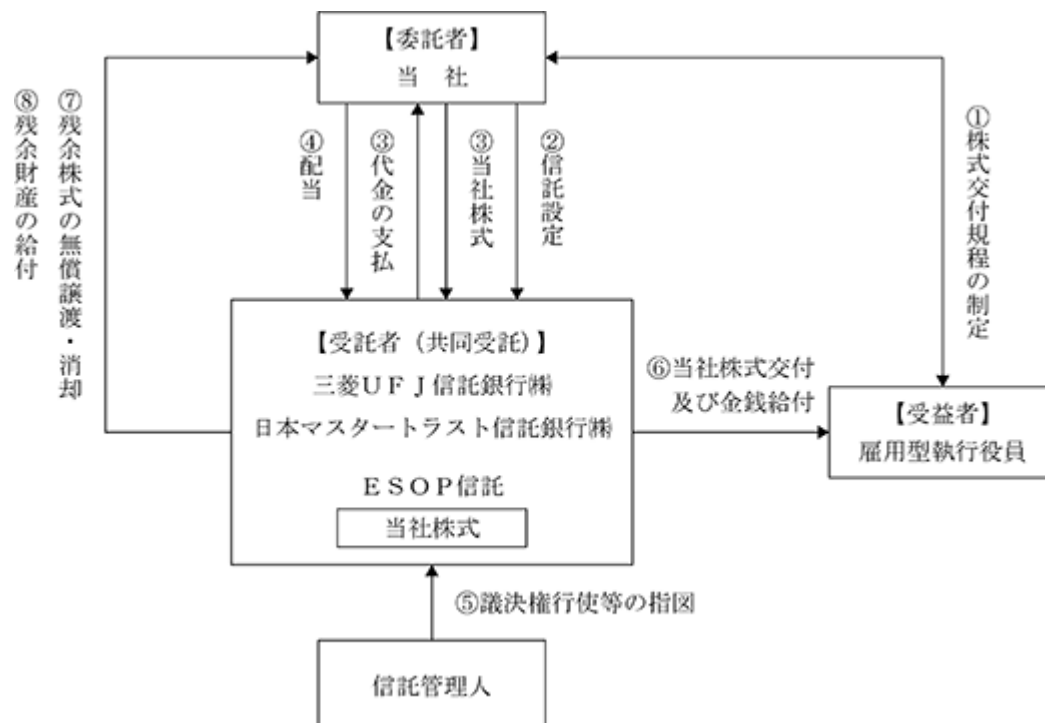 【委託者】
当 社
⑧残余財産の給付
⑦残余株式の無償譲渡・消却
④配当
③代金の支払
③当社株式
②信託設定
①株式交付規程の制定
【受託者（共同受託）】
三菱ＵＦＪ信託銀行㈱
日本マスタートラスト信託銀行㈱
ＥＳＯＰ信託
当社株式
⑥当社株式交付
及び金銭給付
【受益者】
雇用型執行役員
⑤議決権行使等の指図
信託管理人